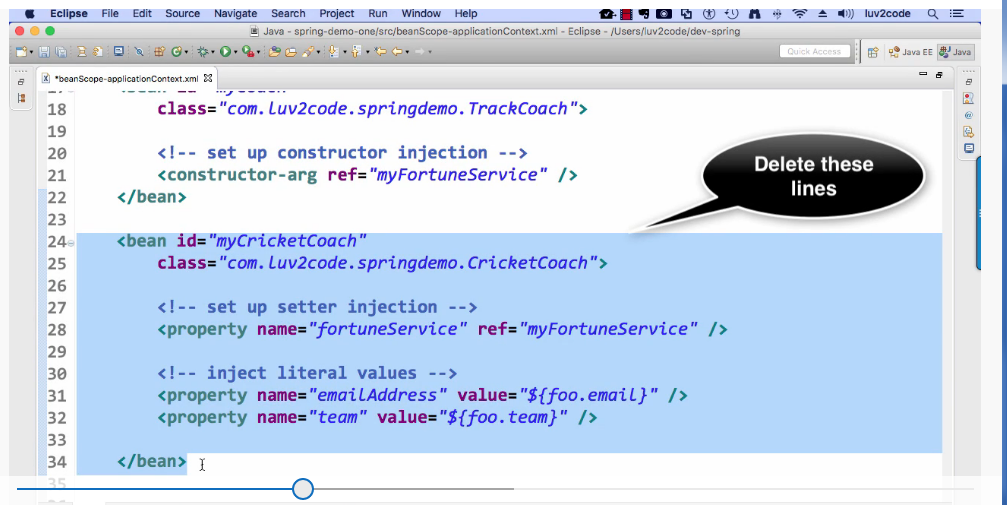 Eclipse File Edit Source Navigate Search Project Run Window Help luv2code
Java - spring-demo-one/src/beanScope-applicationContext.xml - Eclipse - /Users/luv2code/dev-spring
Quick Access Java EE Java
*beanScope-applicationContext.xml
18 class="com.luv2code.springdemo.TrackCoach">
19
20 <!-- set up constructor injection -->
21 <constructor-arg ref="myFortuneService" />
22 </bean>
23
Delete these
lines
24 <bean id="myCricketCoach"
25 class="com.luv2code.springdemo.CricketCoach">
26
27 <!-- set up setter injection -->
28 <property name="fortuneService" ref="myFortuneService" />
29
30 <!-- inject literal values -->
31 <property name="emailAddress" value="${foo.email}" />
32 <property name="team" value="${foo.team}" />
33
34 </bean>
35